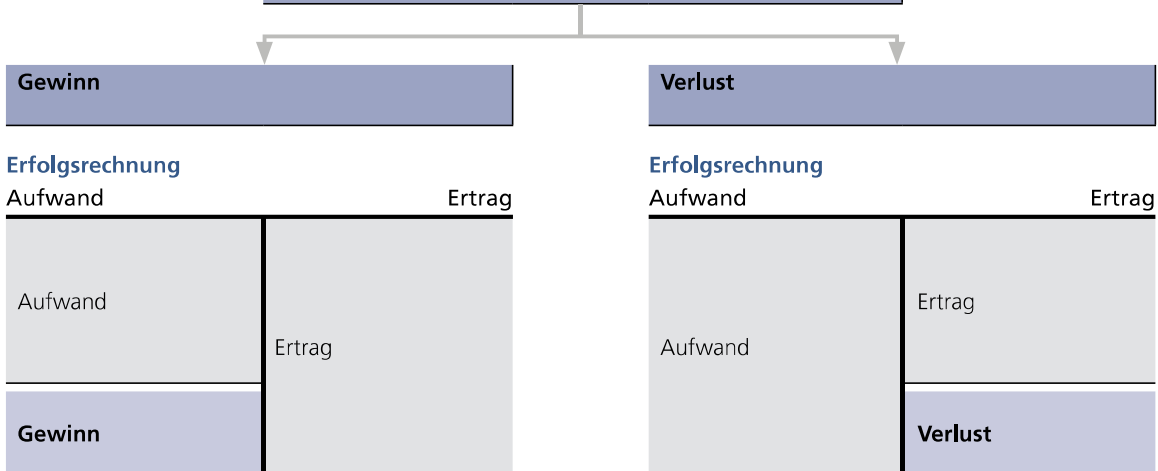 Gewinn
Verlust
Erfolgsrechnung
Aufwand Ertrag
Aufwand
Ertrag
Gewinn
Erfolgsrechnung
Aufwand Ertrag
Aufwand
Ertrag
Verlust